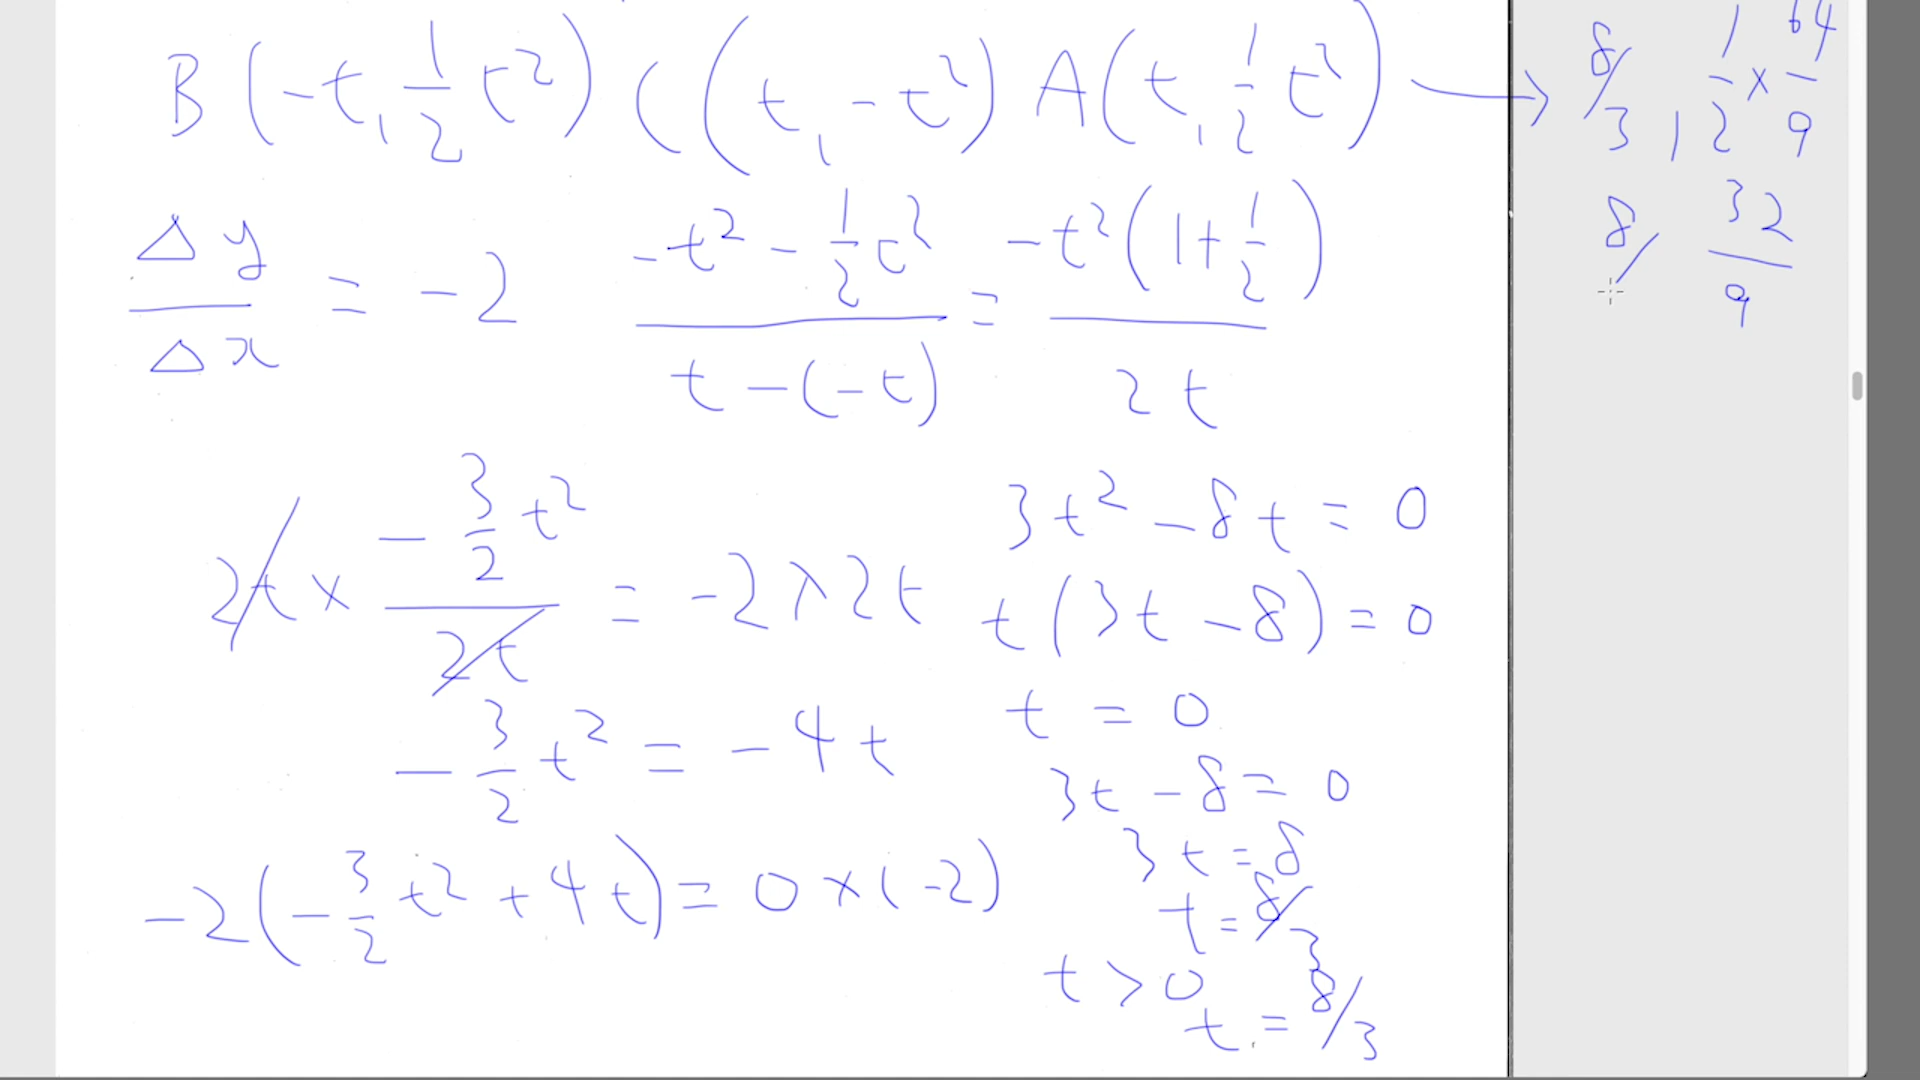 B(-t, 1/2 t²) C(t, -t²) A(t, 1/2 t²) → 8/3, 1/2 × 64/9
Δy/Δx = -2
(-t² - 1/2 t²)/(t-(-t)) = -t²(1+1/2)/2t
8/ 32/9
2t × (-3/2 t²)/2t = -2×2t
-3/2 t² = -4t
-2(-3/2 t² + 4t) = 0×(-2)
3t² - 8t = 0
t(3t - 8) = 0
t = 0
3t - 8 = 0
3t = 8
t = 8/3
t > 0
t = 8/3